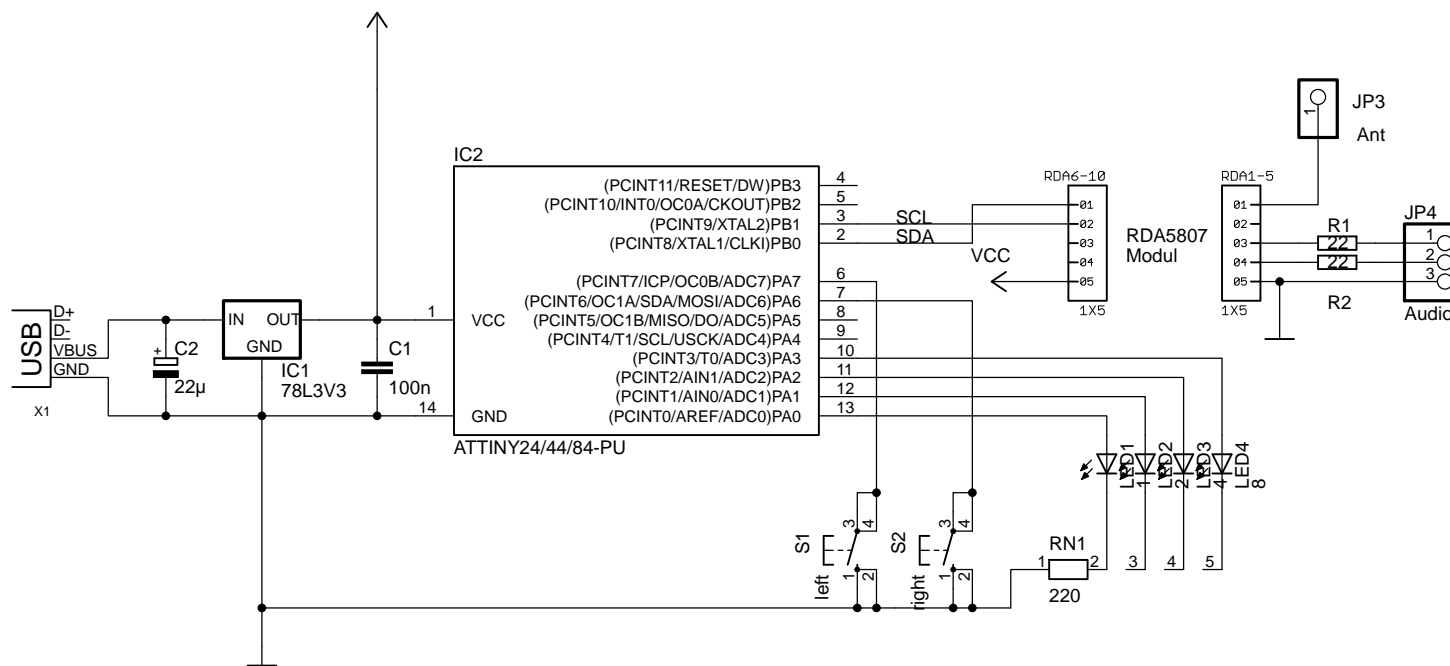 IC2
(PCINT11/RESET/DW)PB3
4
(PCINT10/INT0/OC0A/CKOUT)PB2
5
(PCINT9/XTAL2)PB1
3
SCL
(PCINT8/XTAL1/CLKI)PB0
2
SDA
(PCINT7/ICP/OC0B/ADC7)PA7
6
(PCINT6/OC1A/SDA/MOSI/ADC6)PA6
7
(PCINT5/OC1B/MISO/DO/ADC5)PA5
8
(PCINT4/T1/SCL/USCK/ADC4)PA4
9
(PCINT3/T0/ADC3)PA3
10
(PCINT2/AIN1/ADC2)PA2
11
(PCINT1/AIN0/ADC1)PA1
12
(PCINT0/AREF/ADC0)PA0
13
1
VCC
14
GND
ATTINY24/44/84-PU
USB
D+
D-
VBUS
GND
X1
+
C2
22µ
IN
OUT
GND
IC1
78L3V3
C1
100n
RDA6-10
01
02
03
04
05
1X5
VCC
RDA5807
Modul
RDA1-5
01
02
03
04
05
1X5
1
JP3
Ant
R1
22
22
R2
JP4
1
2
3
Audio
LED1
1
LED2
2
LED3
4
LED4
8
S1
left
3
4
1
2
S2
right
3
4
1
2
RN1
1
2
220
3
4
5